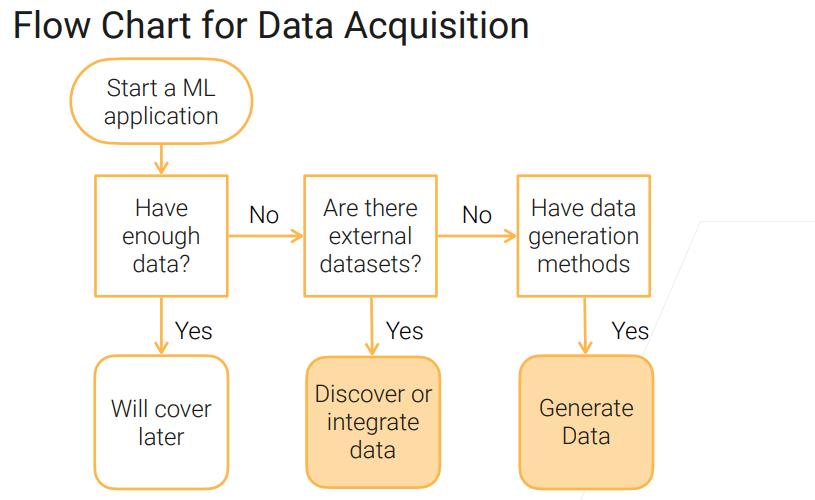 Flow Chart for Data Acquisition
Start a ML
application
Have
enough
data?
No
Are there
external
datasets?
No
Have data
generation
methods
Yes
Yes
Yes
Will cover
later
Discover or
integrate
data
Generate
Data